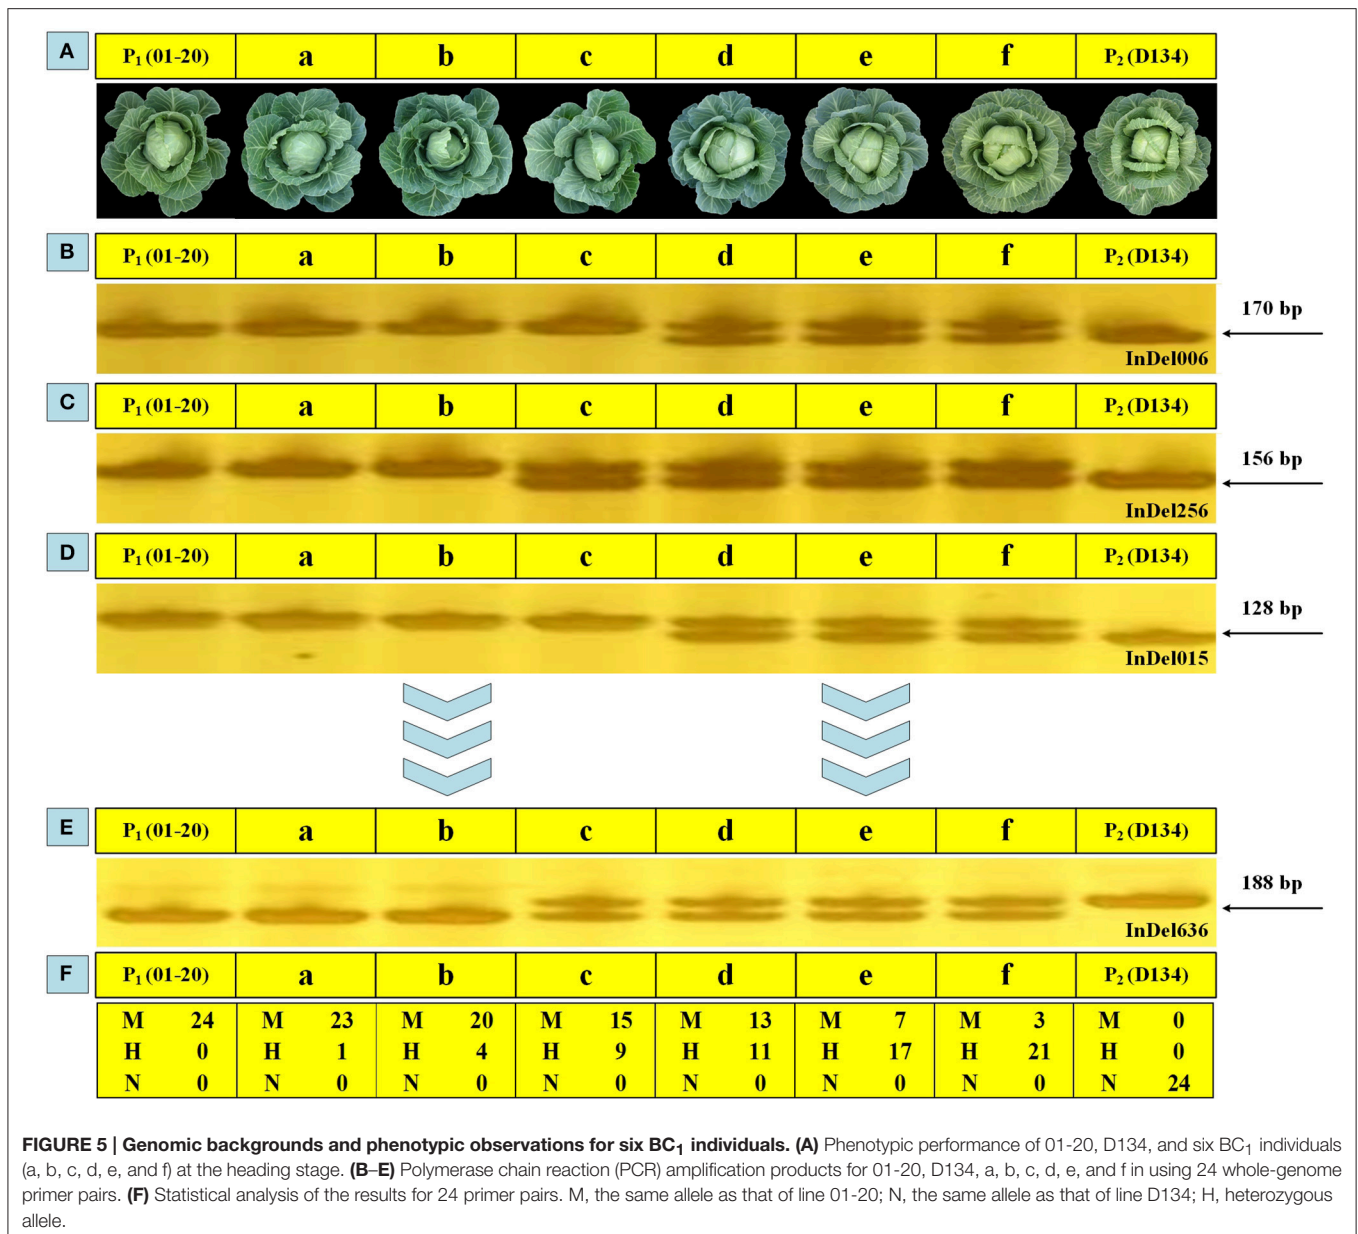 A P₁ (01-20) a b c d e f P₂ (D134)
B P₁ (01-20) a b c d e f P₂ (D134)
170 bp
InDel006
C P₁ (01-20) a b c d e f P₂ (D134)
156 bp
InDel256
D P₁ (01-20) a b c d e f P₂ (D134)
128 bp
InDel015
E P₁ (01-20) a b c d e f P₂ (D134)
188 bp
InDel636
F P₁ (01-20) a b c d e f P₂ (D134)
M 24 M 23 M 20 M 15 M 13 M 7 M 3 M 0
H 0 H 1 H 4 H 9 H 11 H 17 H 21 H 0
N 0 N 0 N 0 N 0 N 0 N 0 N 0 N 24
FIGURE 5 | Genomic backgrounds and phenotypic observations for six BC₁ individuals. (A) Phenotypic performance of 01-20, D134, and six BC₁ individuals
(a, b, c, d, e, and f) at the heading stage. (B–E) Polymerase chain reaction (PCR) amplification products for 01-20, D134, a, b, c, d, e, and f in using 24 whole-genome
primer pairs. (F) Statistical analysis of the results for 24 primer pairs. M, the same allele as that of line 01-20; N, the same allele as that of line D134; H, heterozygous
allele.